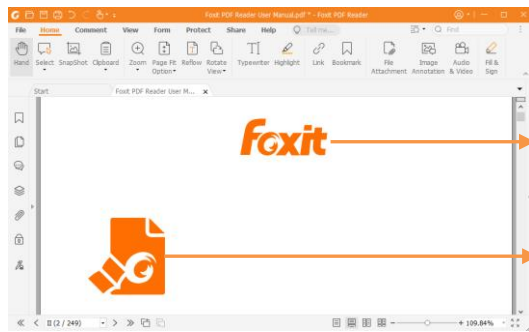 Foxit PDF Reader User Manual.pdf * - Foxit PDF Reader
File Home Comment View Form Protect Share Help Tell me... Find
Hand Select SnapShot Clipboard Zoom Page Fit Option Reflow Rotate View Typewriter Highlight Link Bookmark File Attachment Image Annotation Audio & Video Fill & Sign
Start Foxit PDF Reader User M...
foxit
II (2 / 249) 109.84%